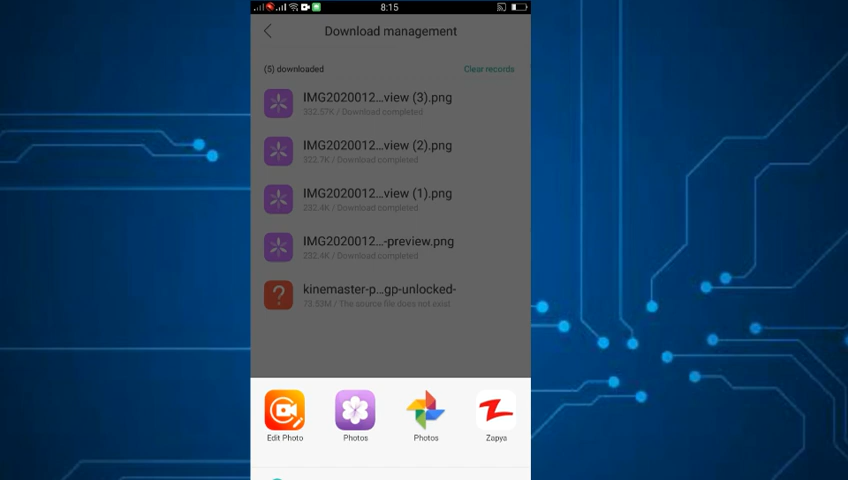 8:15
Download management
(5) downloaded
Clear records
IMG2020012...view (3).png
332.57K / Download completed
IMG2020012...view (2).png
322.7K / Download completed
IMG2020012...view (1).png
232.4K / Download completed
IMG2020012...-preview.png
232.4K / Download completed
kinemaster-p...gp-unlocked-
73.53M / The source file does not exist
Edit Photo
Photos
Photos
Zapya